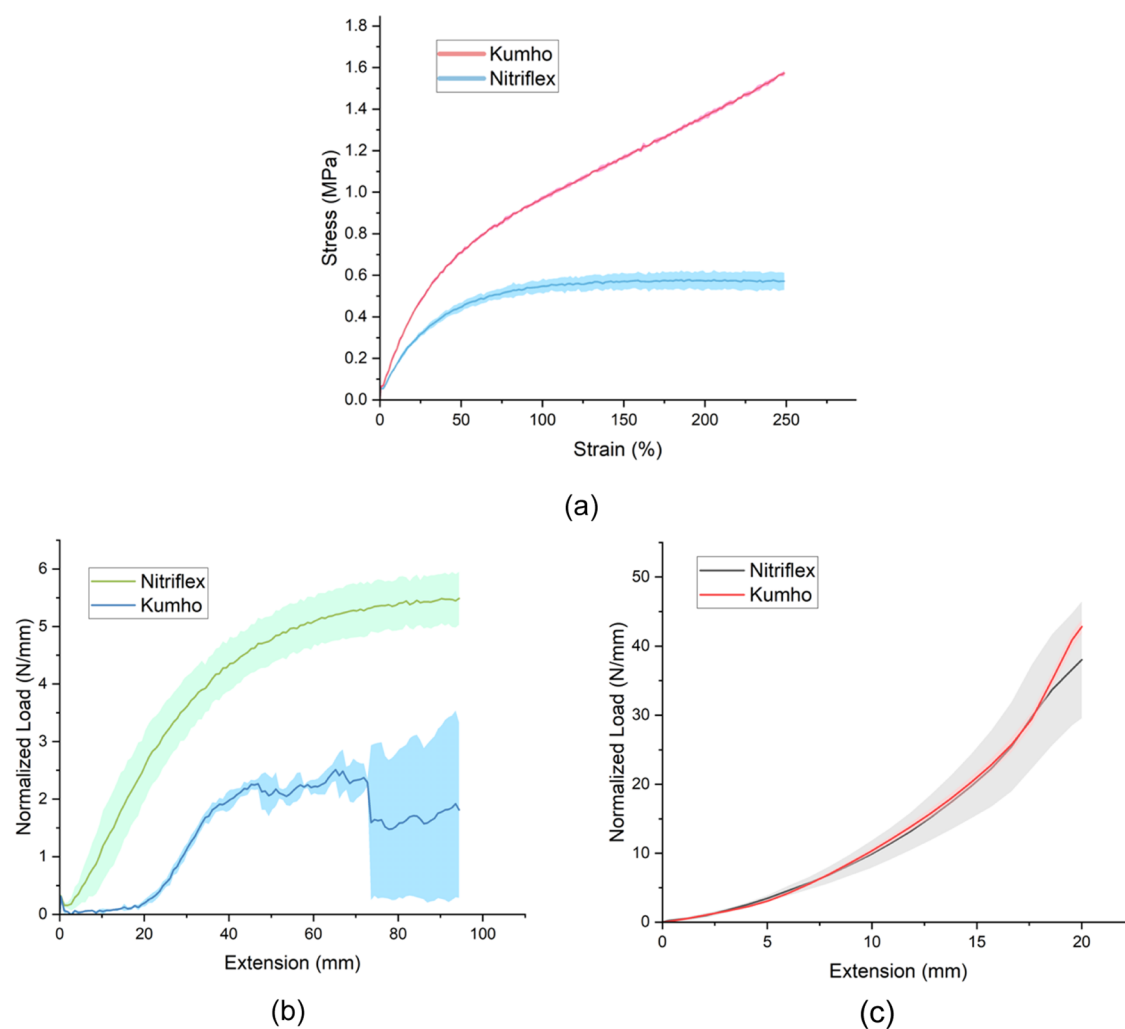 Kumho
Nitriflex
Stress (MPa)
1.8
1.6
1.4
1.2
1.0
0.8
0.6
0.4
0.2
0.0
0 50 100 150 200 250
Strain (%)
(a)
Nitriflex
Kumho
Normalized Load (N/mm)
6
5
4
3
2
1
0
0 20 40 60 80 100
Extension (mm)
(b)
Nitriflex
Kumho
Normalized Load (N/mm)
50
40
30
20
10
0
0 5 10 15 20
Extension (mm)
(c)